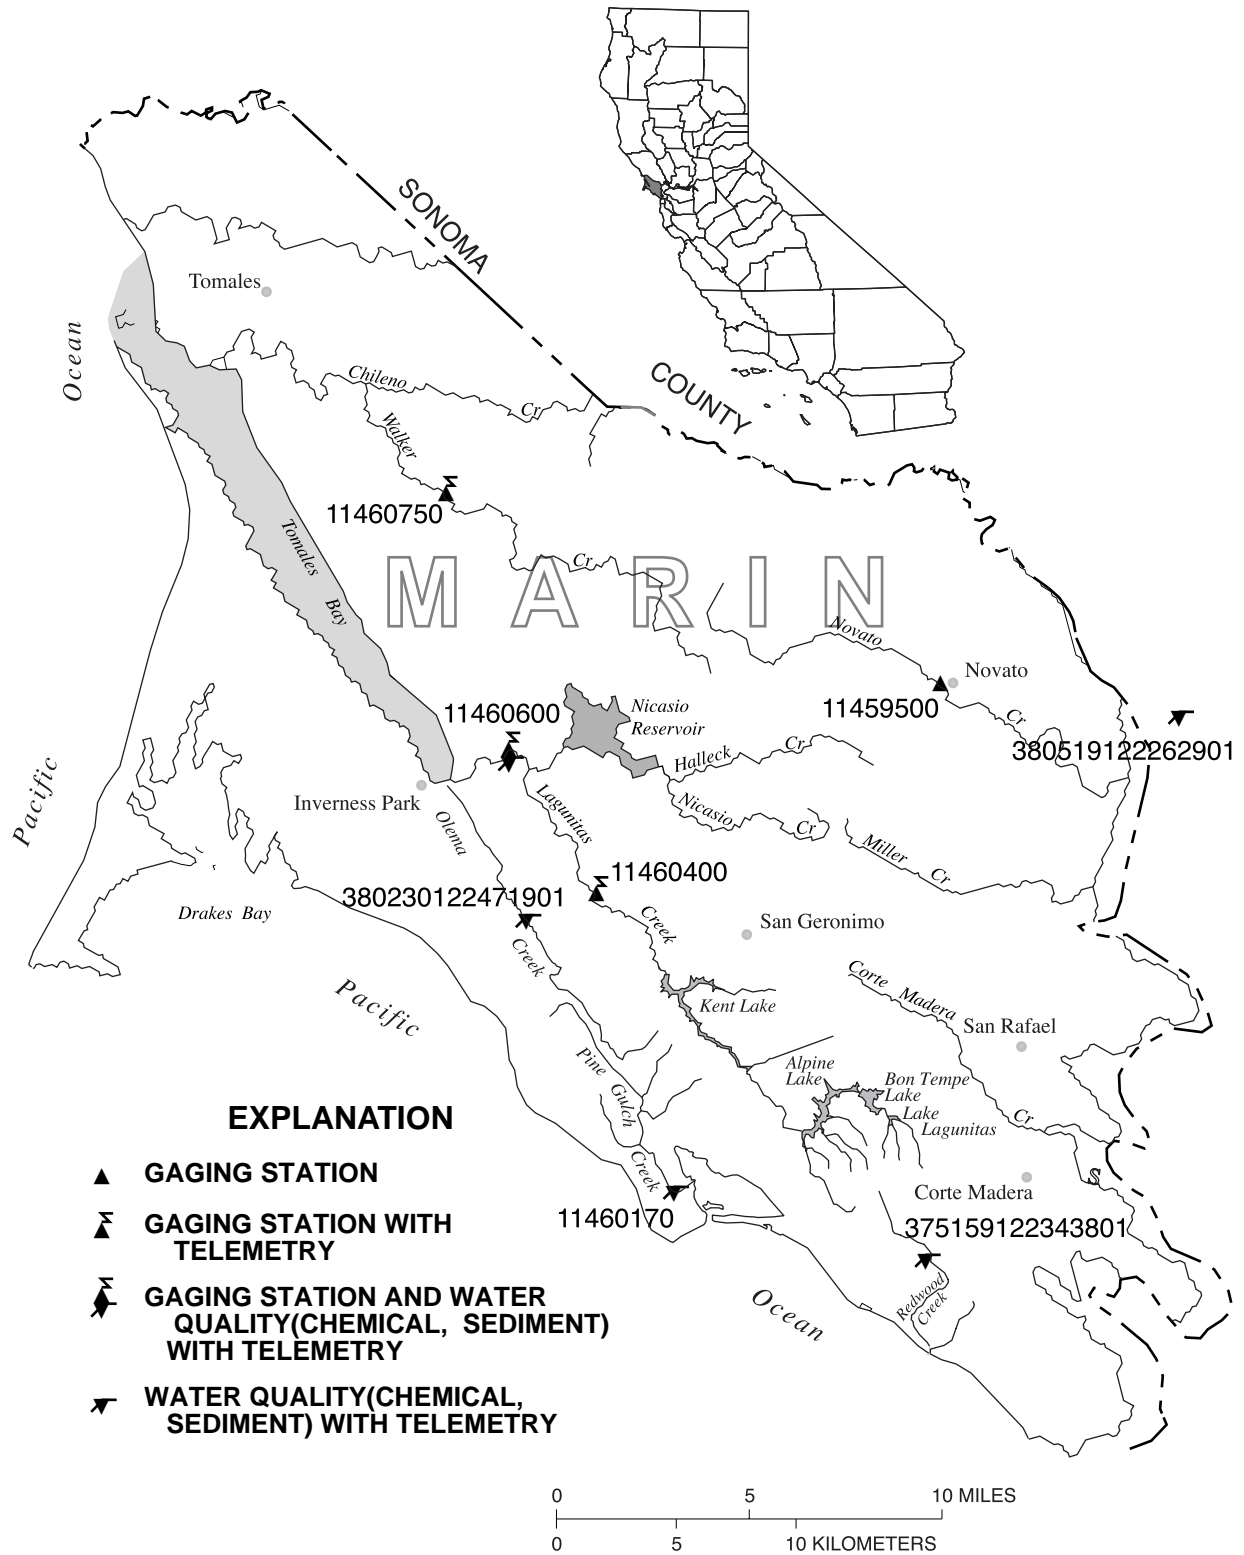 SONOMA
Tomales
Ocean
COUNTY
Chileno
Cr
Walker
11460750
Tomales
Bay
Cr
MARIN
Novato
Novato
11460600
Nicasio
Reservoir
11459500
Cr
380519122262901
Halleck
Cr
Pacific
Inverness Park
Lagunitas
Nicasio
Cr
Olema
Miller
Cr
11460400
380230122471901
Drakes Bay
Creek
San Geronimo
Creek
Corte Madera
Pacific
Kent Lake
San Rafael
Pine Gulch
Alpine
Lake
Bon Tempe
Lake
Lake
Lagunitas
Cr
EXPLANATION
Creek
S
GAGING STATION
Corte Madera
11460170
375159122343801
GAGING STATION WITH
TELEMETRY
Redwood
Creek
Ocean
GAGING STATION AND WATER
QUALITY(CHEMICAL, SEDIMENT)
WITH TELEMETRY
WATER QUALITY(CHEMICAL,
SEDIMENT) WITH TELEMETRY
0 5 10 MILES
0 5 10 KILOMETERS